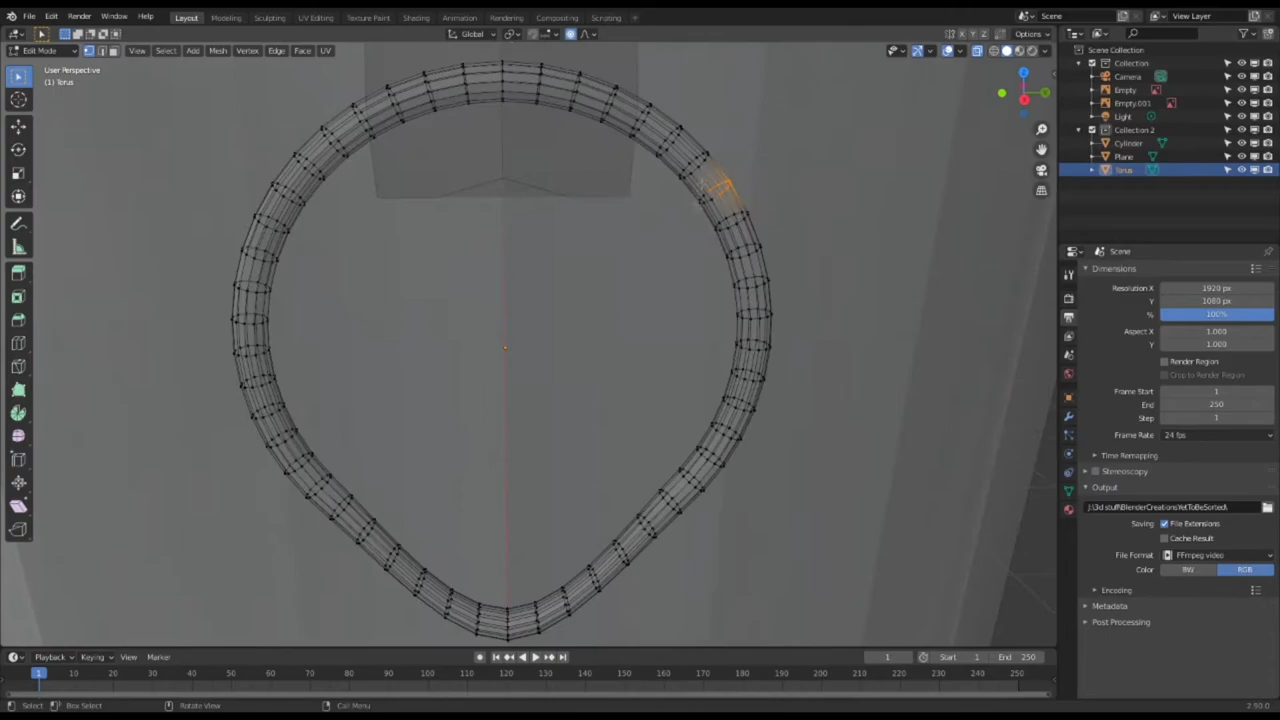 File Edit Render Window Help Layout Modeling Sculpting UV Editing Texture Paint Shading Animation Rendering Compositing Scripting + Scene View Layer
Global Options
Edit Mode View Select Add Mesh Vertex Edge Face UV X Y Z
User Perspective
(1) Torus
Scene Collection
Collection
Camera
Empty
Empty.001
Light
Collection 2
Cylinder
Plane
Torus
Scene
Dimensions
Resolution X 1920 px
Y 1080 px
% 100%
Aspect X 1.000
Y 1.000
Render Region
Crop to Render Region
Frame Start 1
End 250
Step 1
Frame Rate 24 fps
Time Remapping
Stereoscopy
Output
J:\3d stuff\BlenderCreationsYetToBeSorted\
Saving File Extensions
Cache Result
File Format FFmpeg video
Color BW RGB
Encoding
Metadata
Post Processing
Playback Keying View Marker 1 Start 1 End 250
1 10 20 30 40 50 60 70 80 90 100 110 120 130 140 150 160 170 180 190 200 210 220 230 240 250
Select Box Select Rotate View Call Menu 2.90.0